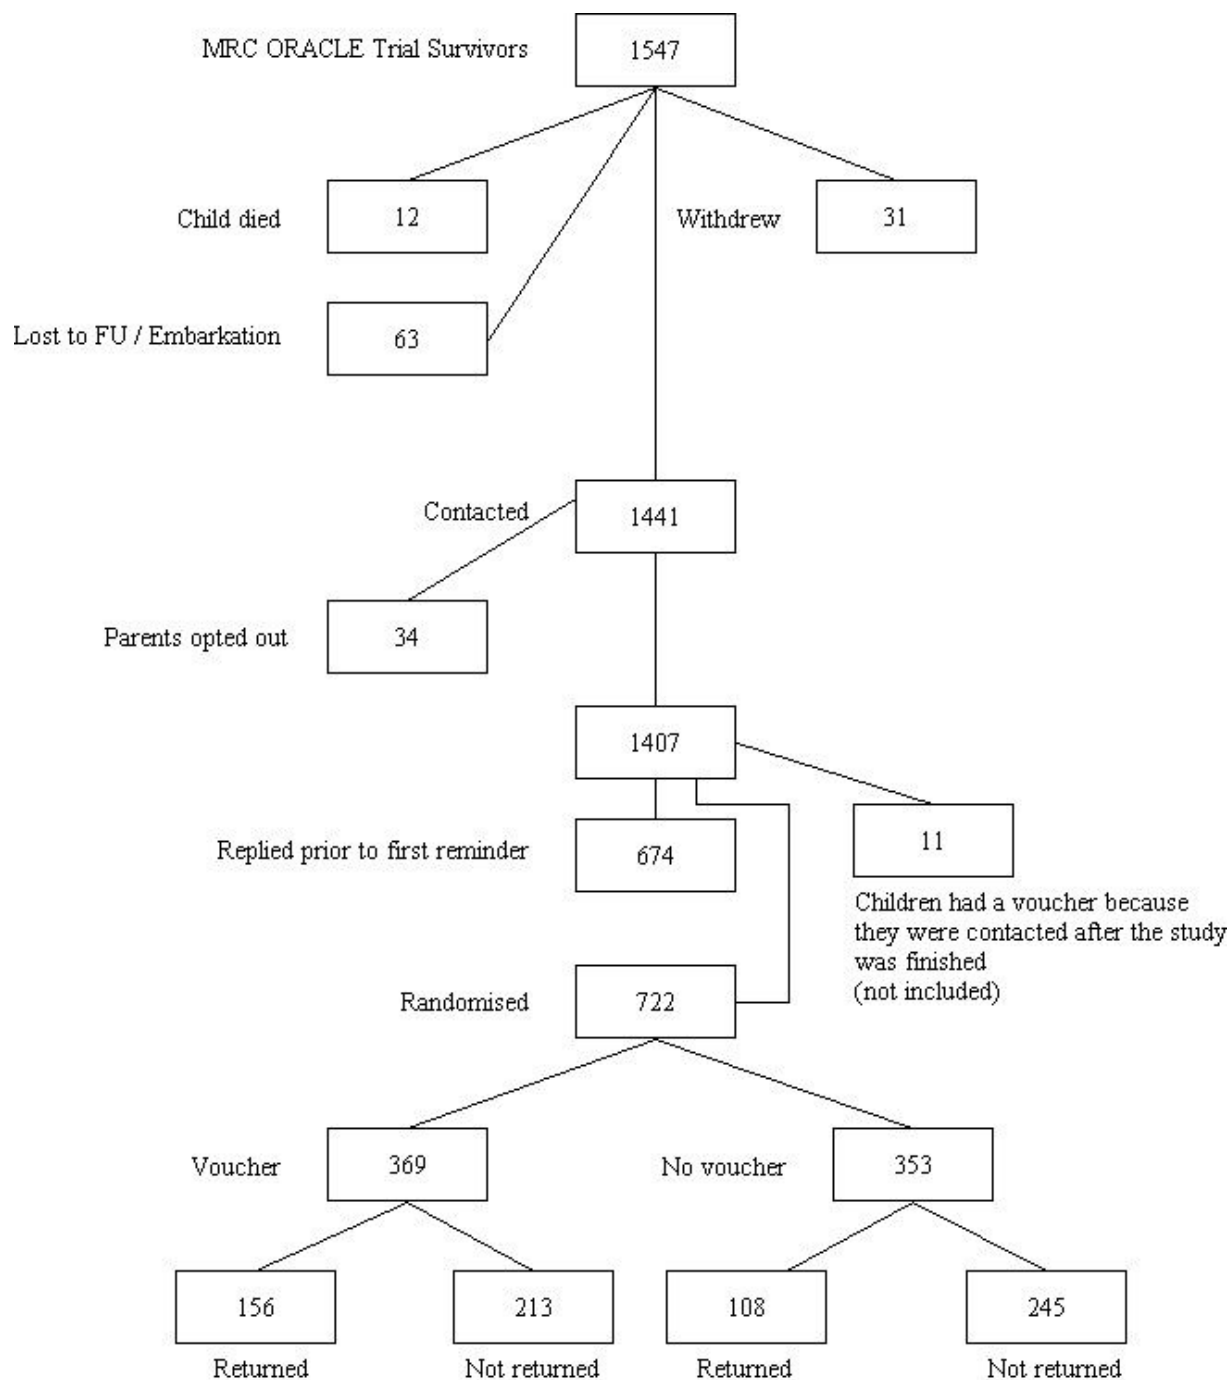 MRC ORACLE Trial Survivors
1547
Child died
12
Withdrew
31
Lost to FU / Embarkation
63
Contacted
1441
Parents opted out
34
1407
Replied prior to first reminder
674
11
Children had a voucher because
they were contacted after the study
was finished
(not included)
Randomised
722
Voucher
369
No voucher
353
156
213
108
245
Returned
Not returned
Returned
Not returned